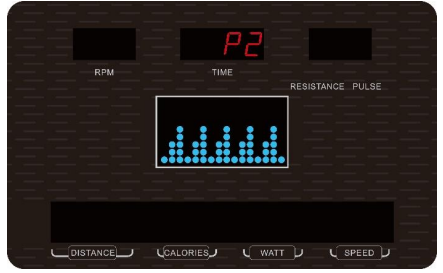 P2
RPM TIME
RESISTANCE PULSE
DISTANCE CALORIES WATT SPEED